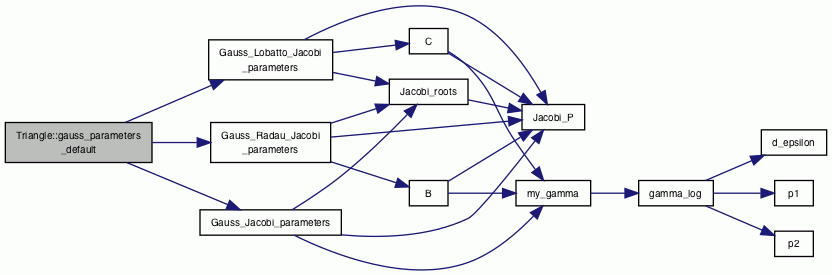 Triangle::gauss_parameters
_default
Gauss_Lobatto_Jacobi
_parameters
Gauss_Radau_Jacobi
_parameters
Gauss_Jacobi_parameters
C
Jacobi_roots
B
Jacobi_P
my_gamma
gamma_log
d_epsilon
p1
p2